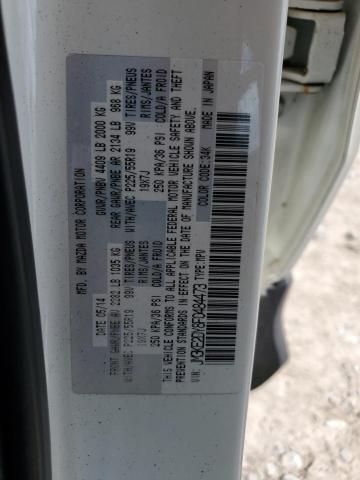 MFD. BY MAZDA MOTOR CORPORATION
DATE 05/14 GVWR/PNBV 4409 LB 2000 KG
FRONT GAWR/PNBE AV 2282 LB 1035 KG REAR GAWR/PNBE AR 2134 LB 968 KG
WITH/AVEC P225/55R19 99V TIRES/PNEUS WITH/AVEC P225/55R19 99V TIRES/PNEUS
19X7J RIMS/JANTES 19X7J RIMS/JANTES
250 KPA/36 PSI COLD/A FROID 250 KPA/36 PSI COLD/A FROID
THIS VEHICLE CONFORMS TO ALL APPLICABLE FEDERAL MOTOR VEHICLE SAFETY AND THEFT
PREVENTION STANDARDS IN EFFECT ON THE DATE OF MANUFACTURE SHOWN ABOVE.
TYPE:MPV
COLOR CODE:34K MADE IN JAPAN